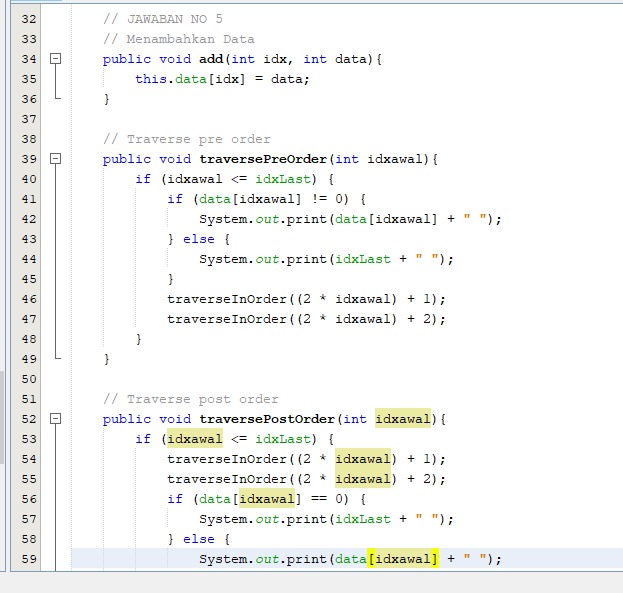 32 // JAWABAN NO 5
33 // Menambahkan Data
34 public void add(int idx, int data){
35 this.data[idx] = data;
36 }
37
38 // Traverse pre order
39 public void traversePreOrder(int idxawal){
40 if (idxawal <= idxLast) {
41 if (data[idxawal] != 0) {
42 System.out.print(data[idxawal] + " ");
43 } else {
44 System.out.print(idxLast + " ");
45 }
46 traverseInOrder((2 * idxawal) + 1);
47 traverseInOrder((2 * idxawal) + 2);
48 }
49 }
50
51 // Traverse post order
52 public void traversePostOrder(int idxawal){
53 if (idxawal <= idxLast) {
54 traverseInOrder((2 * idxawal) + 1);
55 traverseInOrder((2 * idxawal) + 2);
56 if (data[idxawal] == 0) {
57 System.out.print(idxLast + " ");
58 } else {
59 System.out.print(data[idxawal] + " ");